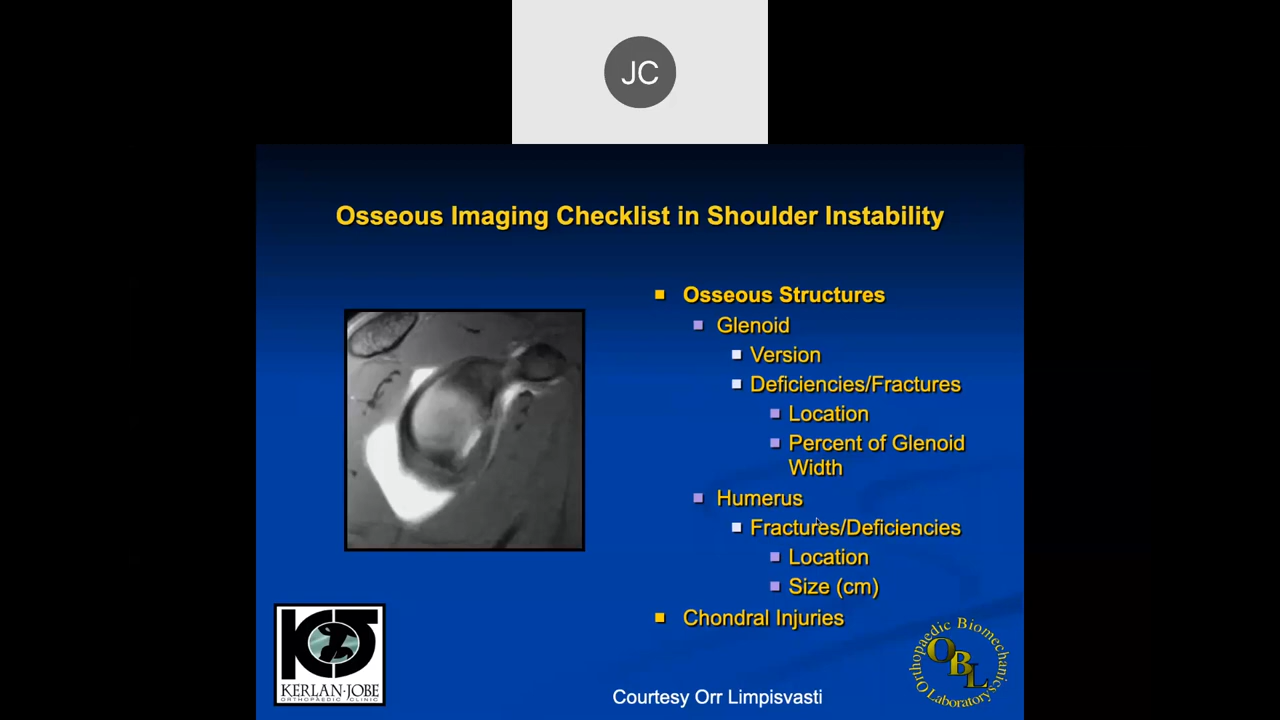 JC
Osseous Imaging Checklist in Shoulder Instability
Osseous Structures
Glenoid
Version
Deficiencies/Fractures
Location
Percent of Glenoid
Width
Humerus
Fractures/Deficiencies
Location
Size (cm)
Chondral Injuries
KJ
KERLAN·JOBE
ORTHOPAEDIC CLINIC
Courtesy Orr Limpisvasti
Orthopaedic Biomechanics
OBL
Laboratory